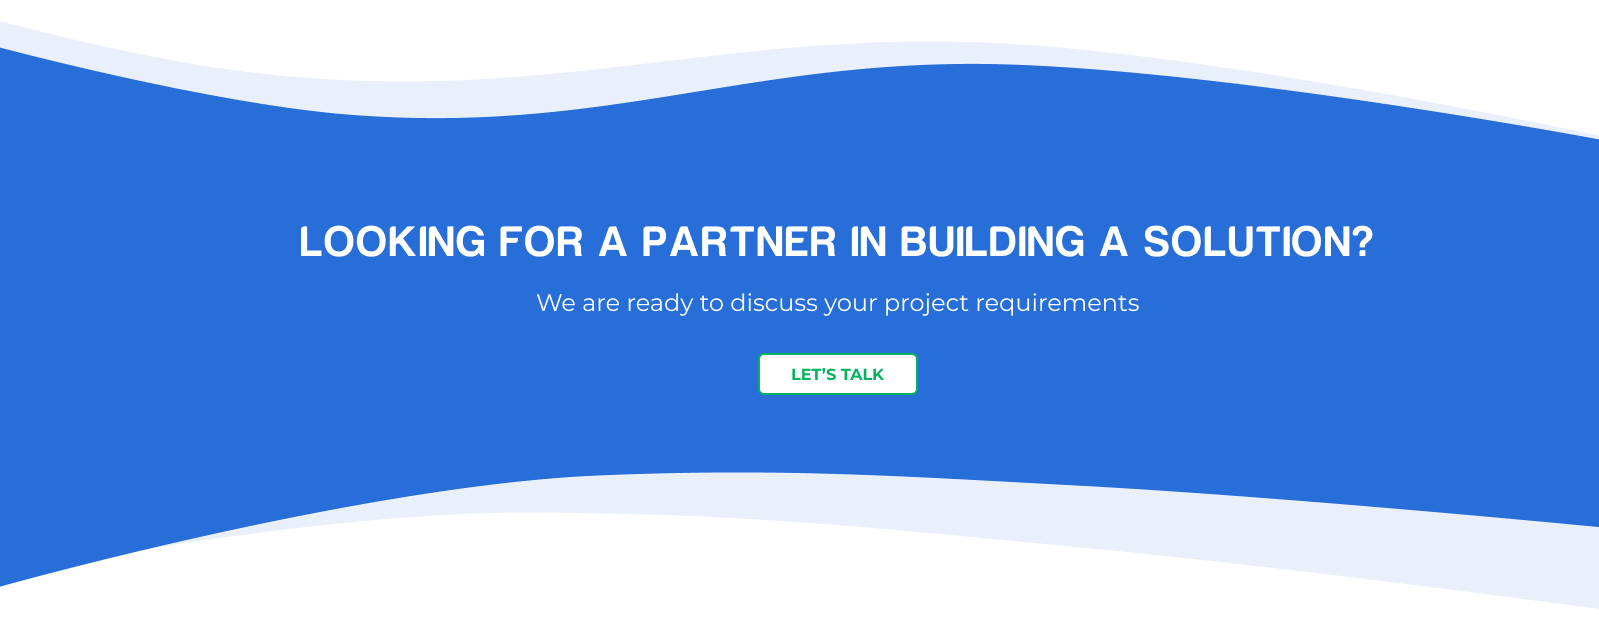 LOOKING FOR A PARTNER IN BUILDING A SOLUTION?
We are ready to discuss your project requirements
LET’S TALK